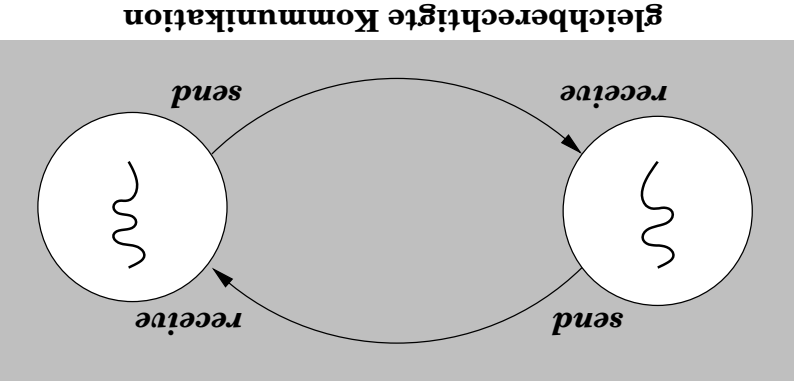 send receive
receive send
gleichberechtigte Kommunikation